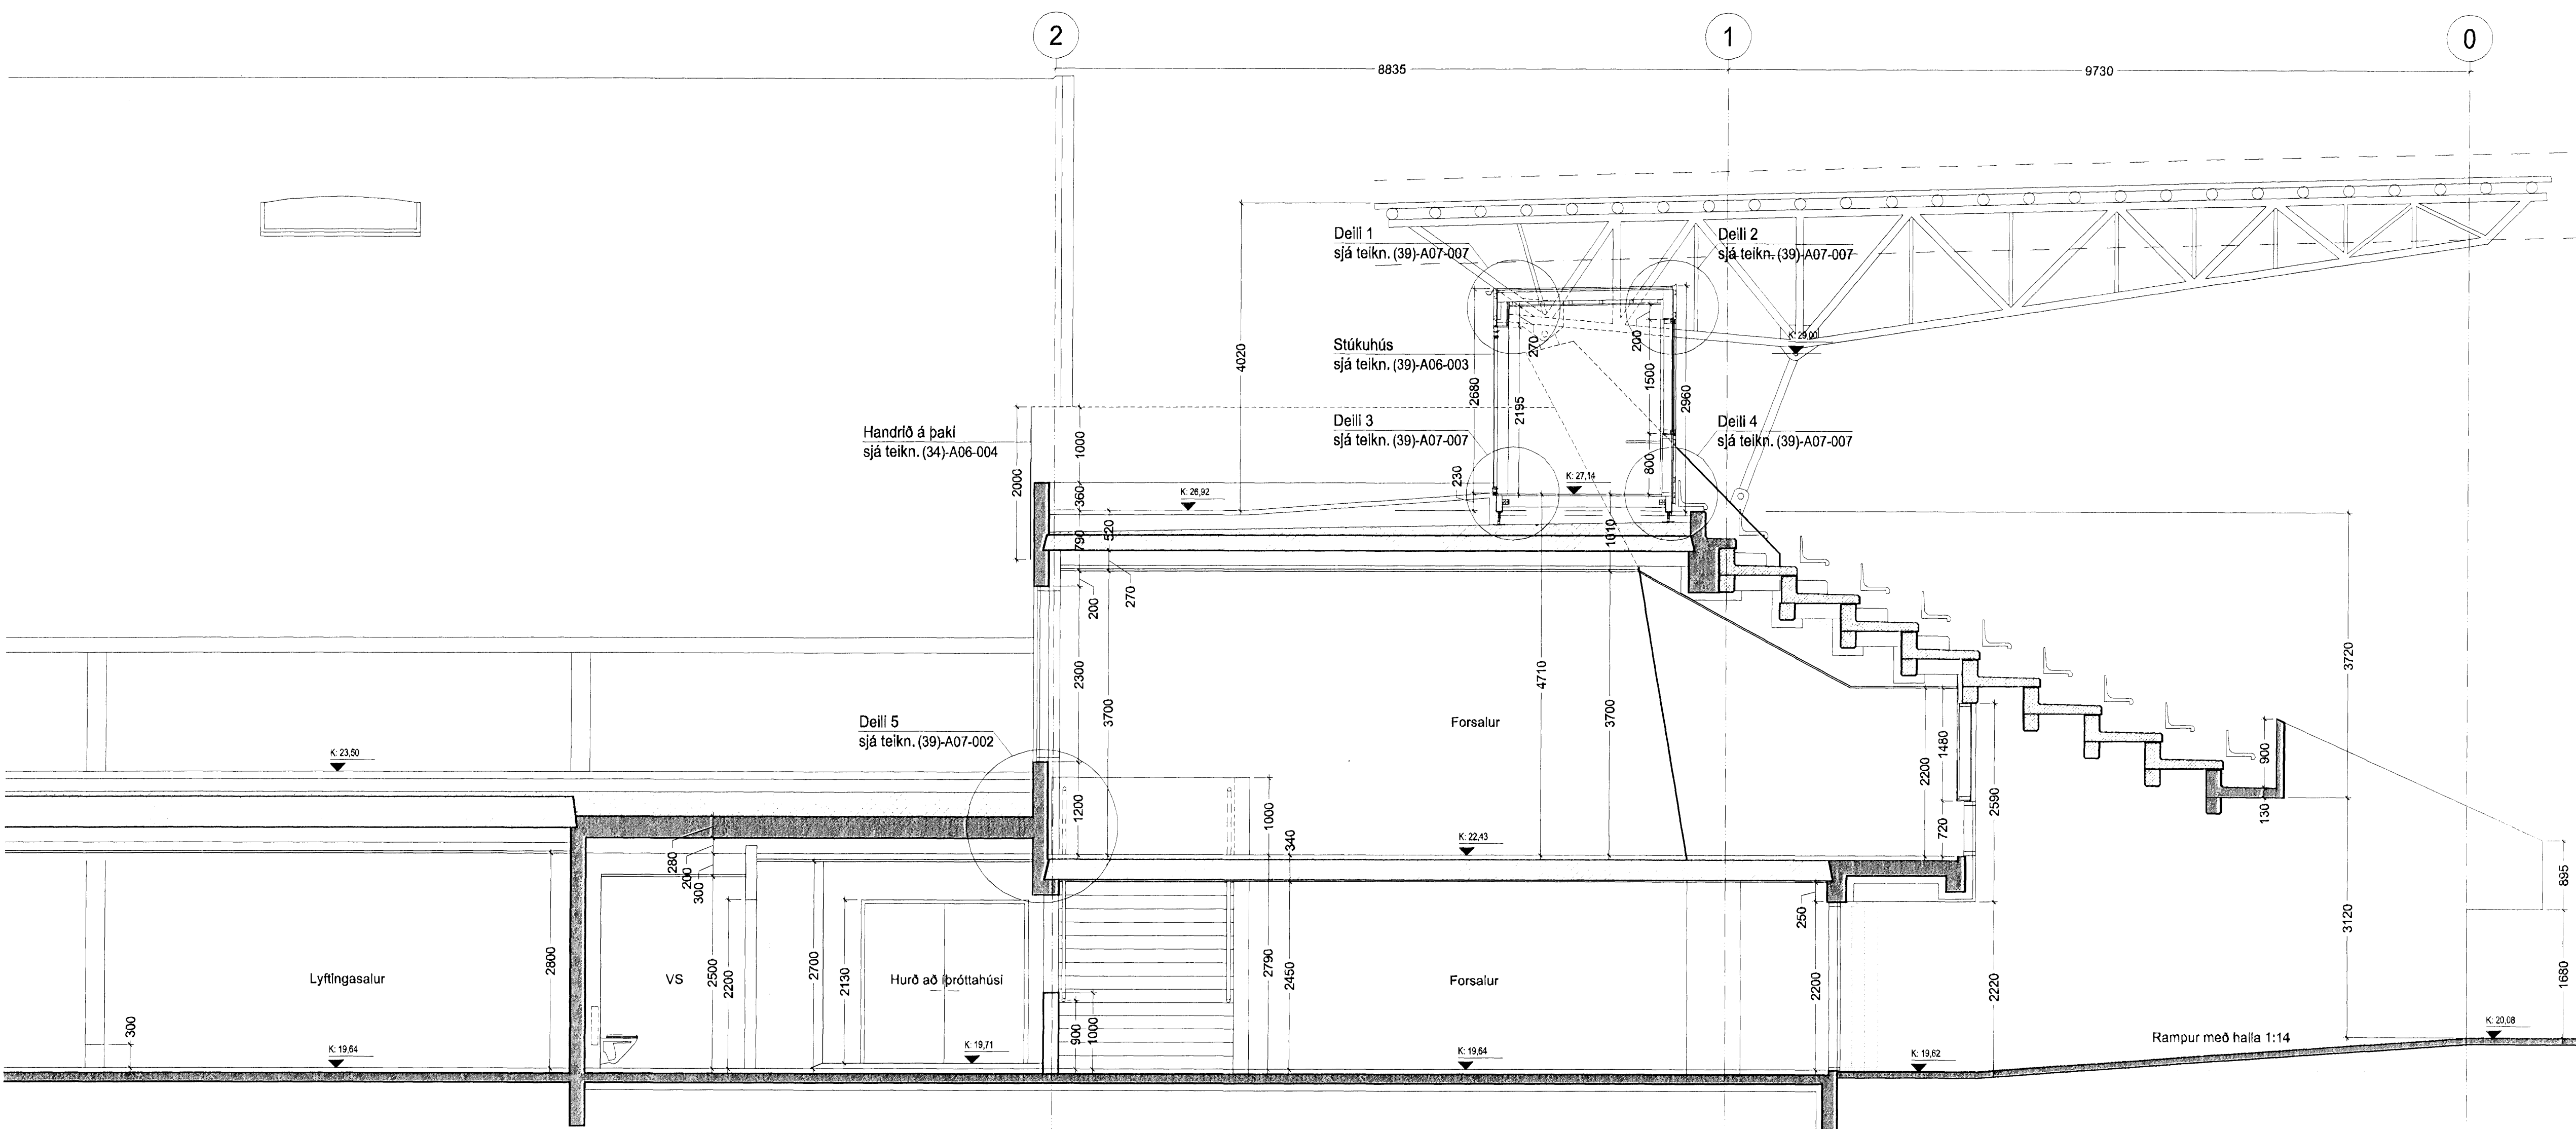 2
1
0
8835
9730
Deili 1
sjá teikn. (39)-A07-007
Deili 2
sjá teikn. (39)-A07-007
4020
270
200
K: 29,00
Stúkuhús
sjá teikn. (39)-A06-003
2680
2195
1500
2960
Deili 3
sjá teikn. (39)-A07-007
Deili 4
sjá teikn. (39)-A07-007
Handrið á þaki
sjá teikn. (34)-A06-004
2000
1000
360
K: 26,92
230
800
K: 27,14
790
520
1010
200
270
2300
3700
4710
3700
Forsalur
3720
Deili 5
sjá teikn. (39)-A07-002
K: 23,50
1480
2200
2590
720
900
130
1200
1000
340
K: 22,43
280
200
300
250
895
3120
2800
2500
2200
2700
2130
2790
2450
2200
2220
1680
Lyftingasalur
VS
Hurð að íþróttahúsi
Forsalur
300
K: 19,64
K: 19,71
900
1000
K: 19,64
K: 19,62
Rampur með halla 1:14
K: 20,08